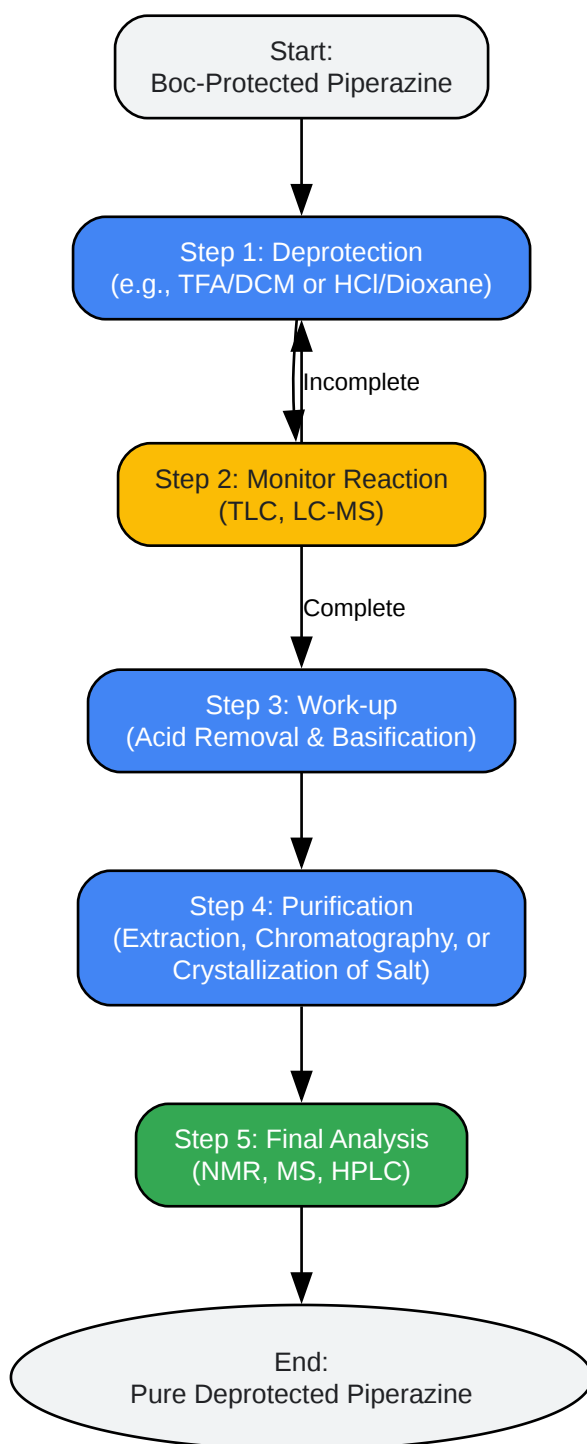 Start:
Boc-Protected Piperazine
Step 1: Deprotection
(e.g., TFA/DCM or HCl/Dioxane)
Incomplete
Step 2: Monitor Reaction
(TLC, LC-MS)
Complete
Step 3: Work-up
(Acid Removal & Basification)
Step 4: Purification
(Extraction, Chromatography, or
Crystallization of Salt)
Step 5: Final Analysis
(NMR, MS, HPLC)
End:
Pure Deprotected Piperazine